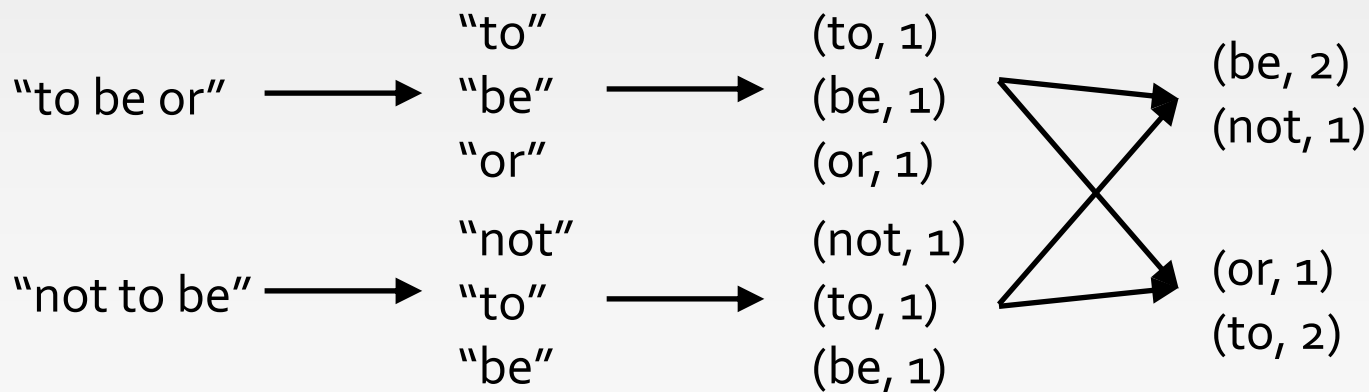 “to be or”
“to”
“be”
“or”
(to, 1)
(be, 1)
(or, 1)
(be, 2)
(not, 1)
“not to be”
“not”
“to”
“be”
(not, 1)
(to, 1)
(be, 1)
(or, 1)
(to, 2)